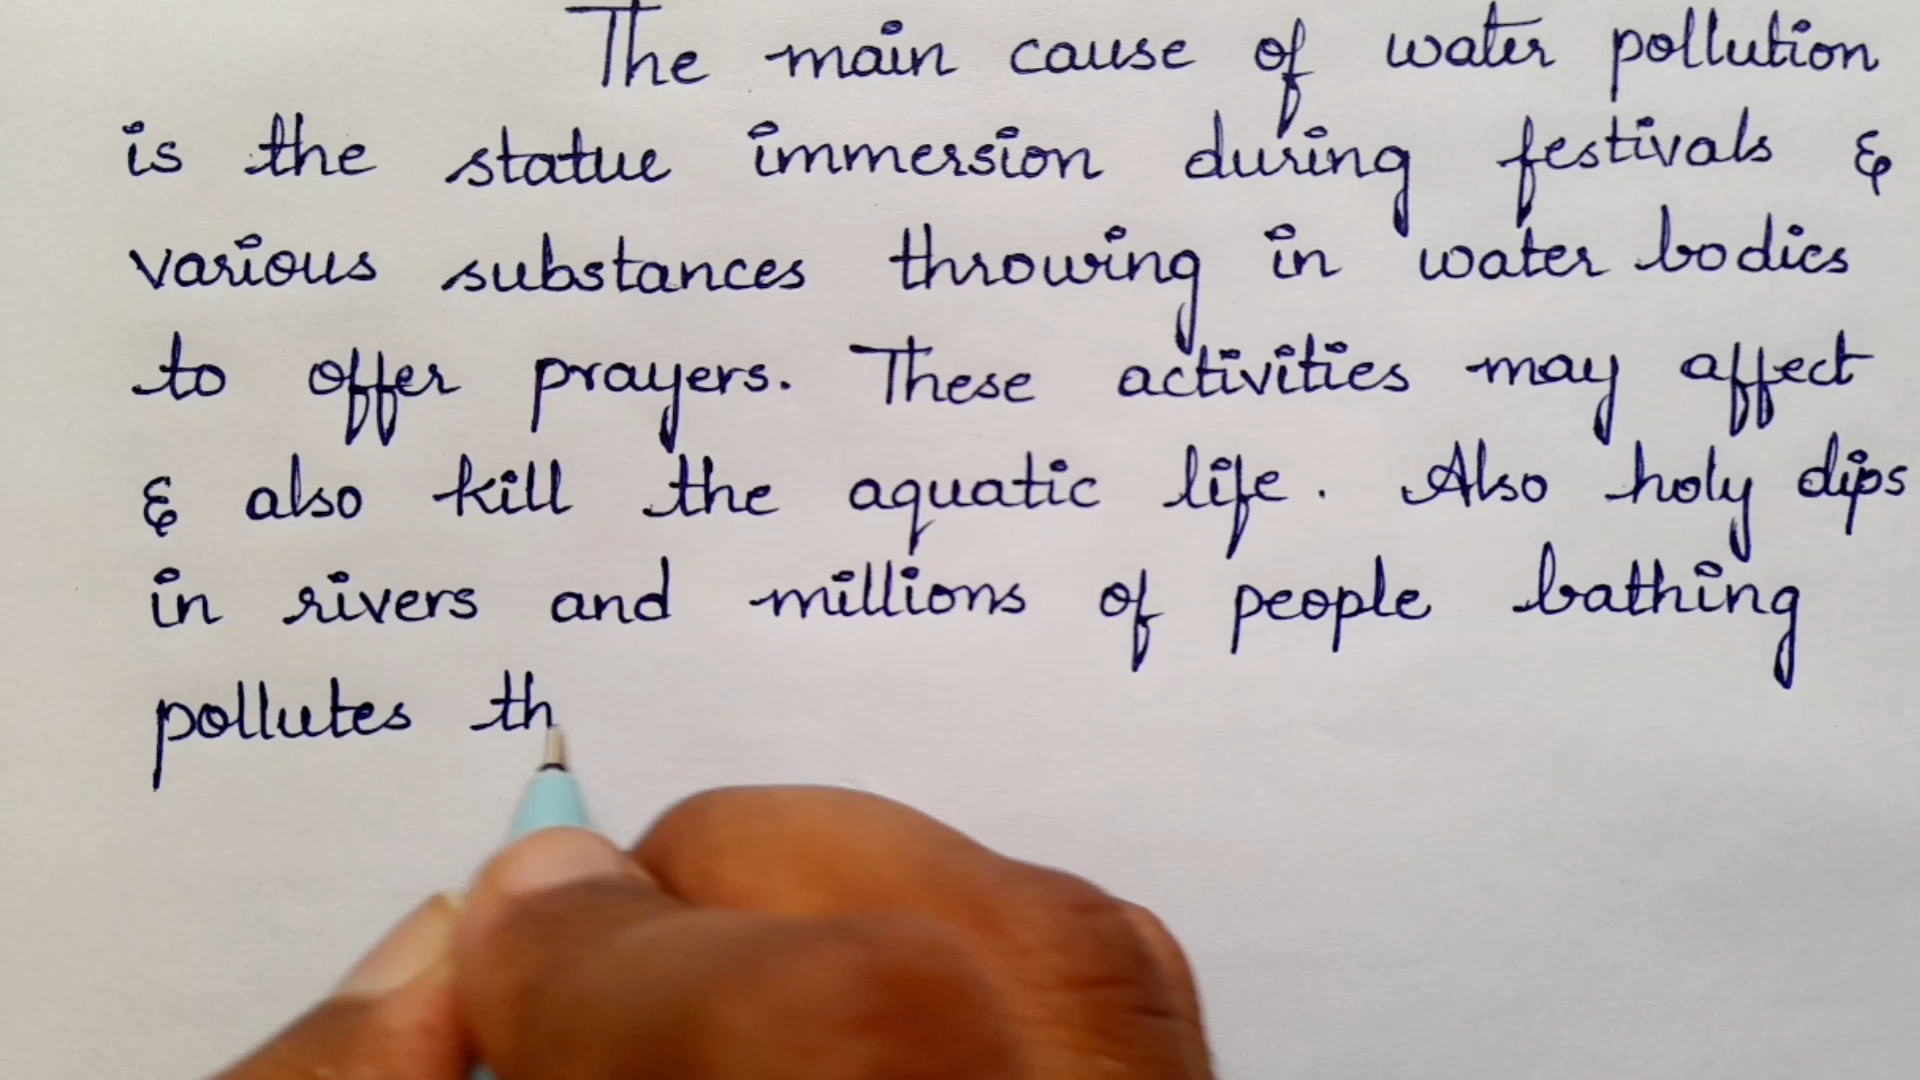 The main cause of water pollution
is the statue immersion during festivals &
various substances throwing in water bodies
to offer prayers. These activities may affect
& also kill the aquatic life. Also holy dips
in rivers and millions of people bathing
pollutes th